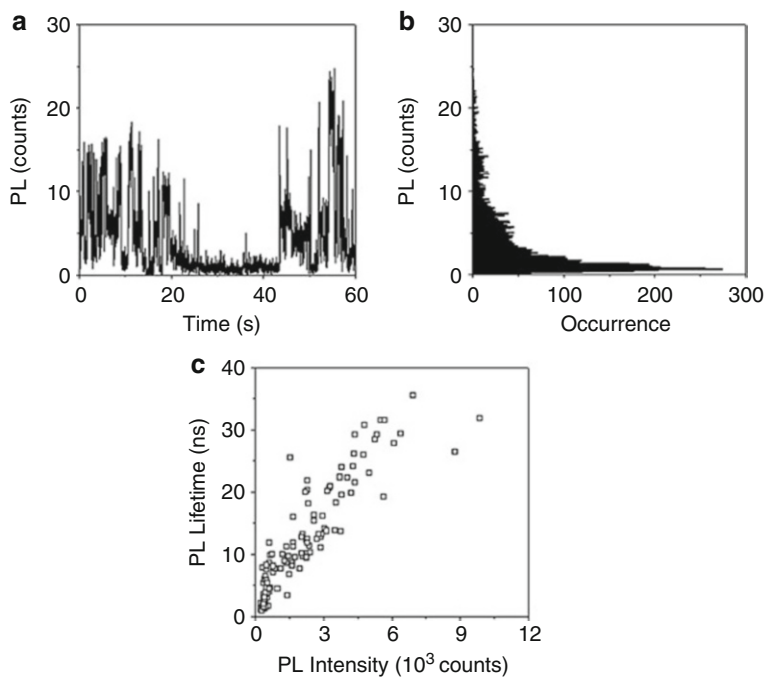 a
b
30
20
10
0
PL (counts)
0 20 40 60
Time (s)
30
20
10
0
PL (counts)
0 100 200 300
Occurrence
c
40
30
20
10
0
PL Lifetime (ns)
0 3 6 9 12
PL Intensity (10³ counts)